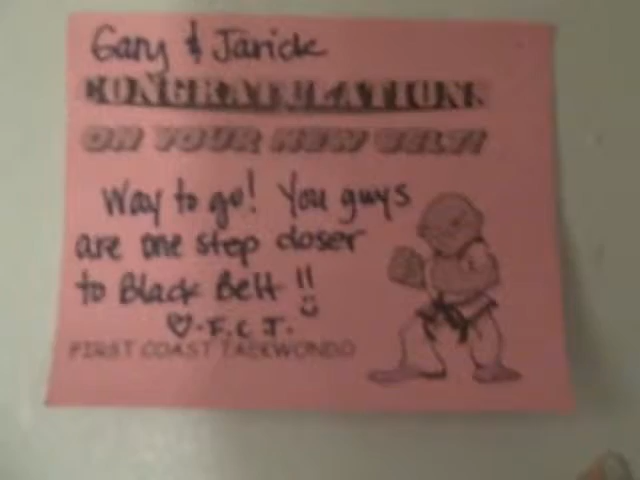 Gary & Jarick
CONGRATULATIONS
ON YOUR NEW BELT!
Way to go! You guys
are one step closer
to Black Belt!!
♡-F.C.T.
FIRST COAST TAEKWONDO